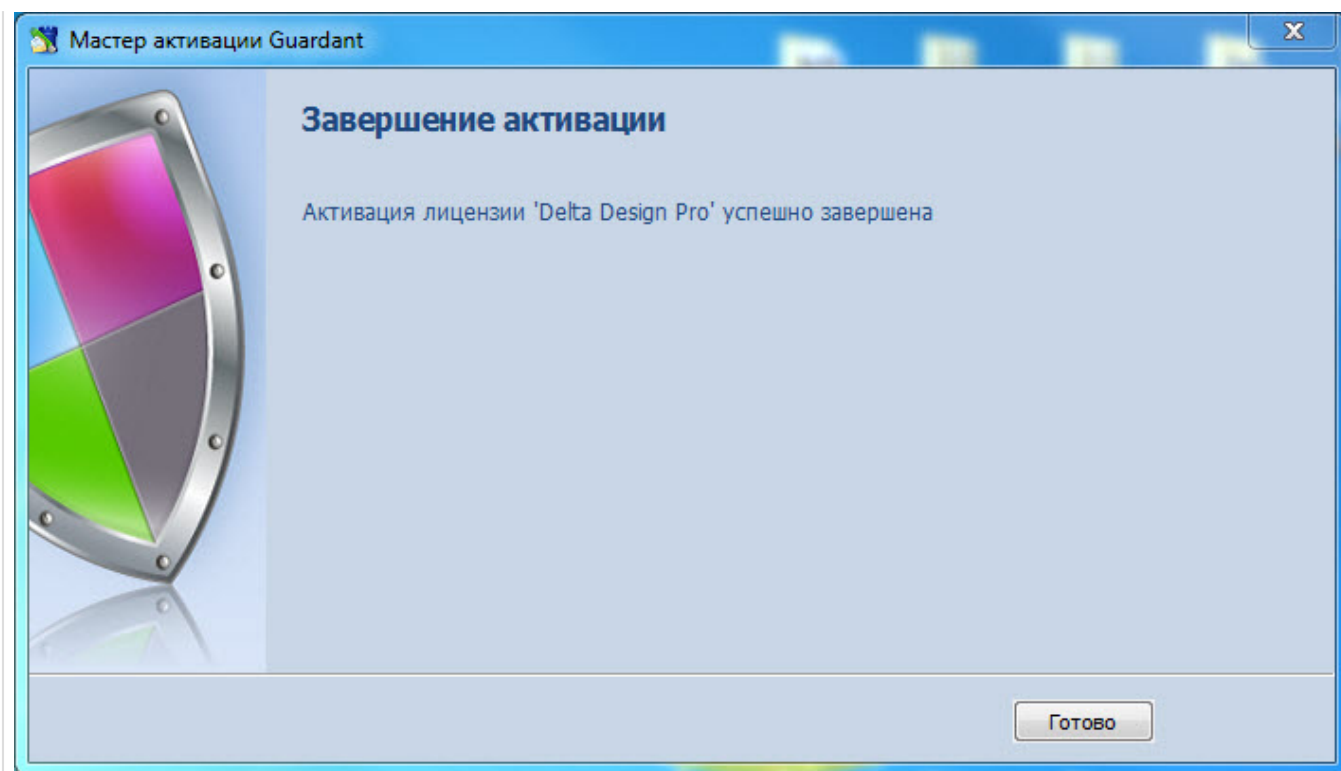 Мастер активации Guardant
Завершение активации
Активация лицензии 'Delta Design Pro' успешно завершена
Готово